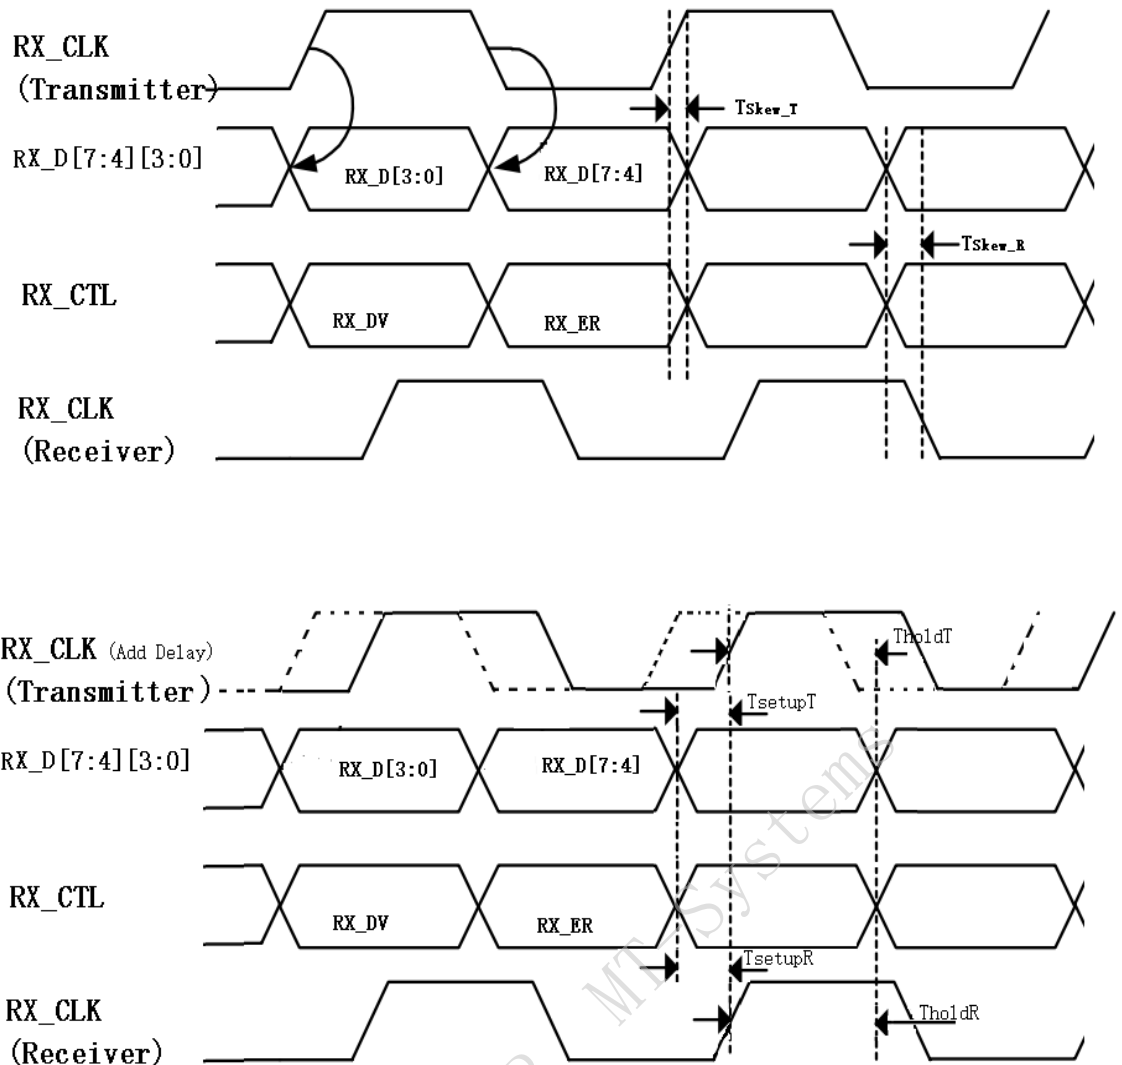 RX_CLK
(Transmitter)
TSkew_T
RX_D[7:4][3:0]
RX_D[3:0]
RX_D[7:4]
TSkew_R
RX_CTL
RX_DV
RX_ER
RX_CLK
(Receiver)
RX_CLK (Add Delay)
(Transmitter)
TholdT
TsetupT
RX_D[7:4][3:0]
RX_D[3:0]
RX_D[7:4]
RX_CTL
RX_DV
RX_ER
TsetupR
MT-Systems
RX_CLK
(Receiver)
TholdR